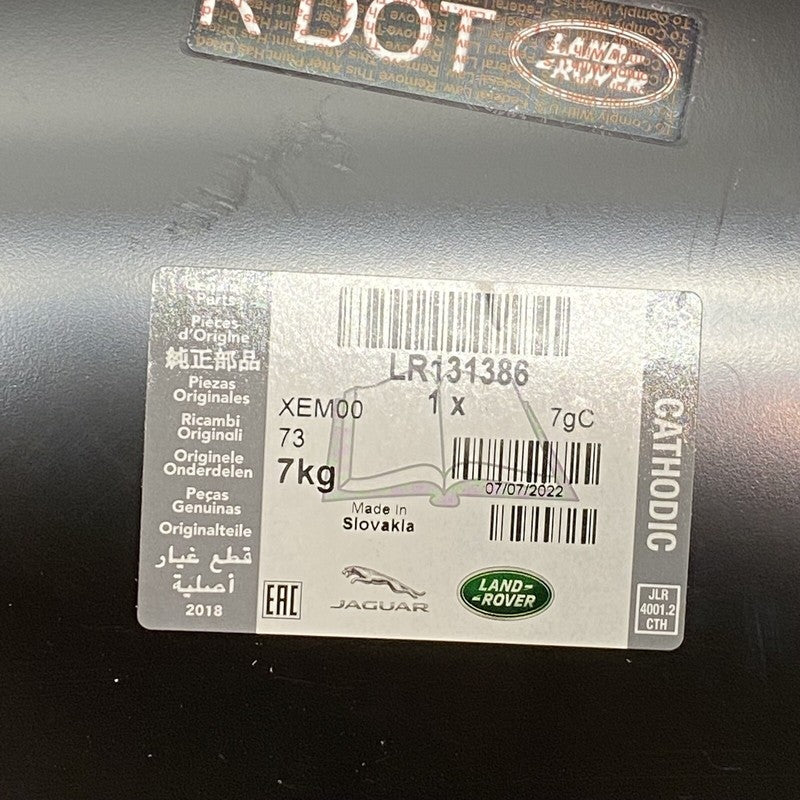 R DOT
LAND-
-ROVER
Genuine
Parts
Pièces
d'Origine
純正部品
Piezas
Originales
Ricambi
Originali
Originele
Onderdelen
Peças
Genuinas
Originalteile
قطع غيار
أصلية
2018
LR131386
1 x
XEM00
7gC
73
7kg
07/07/2022
Made In
Slovakia
EAC
JAGUAR
LAND-
-ROVER
CATHODIC
JLR
4001.2
CTH